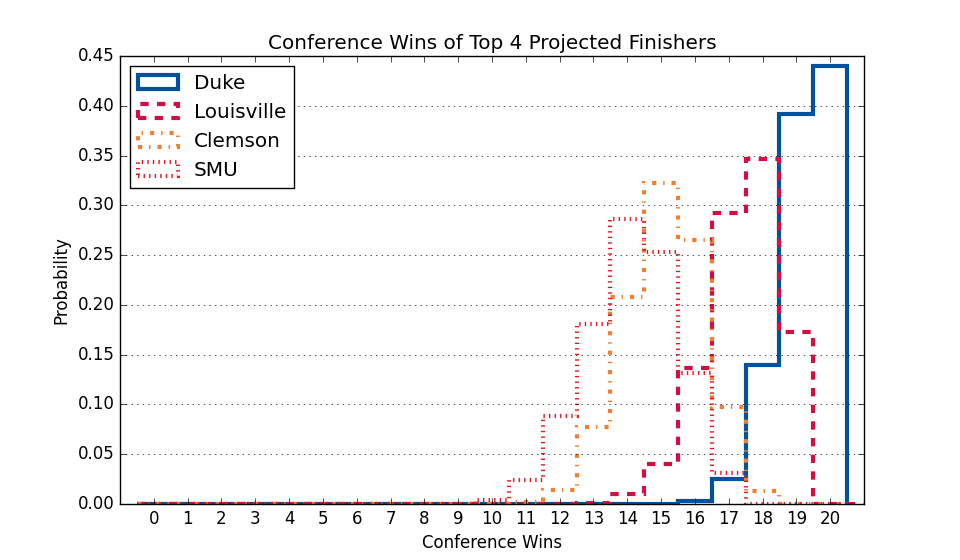 Conference Wins of Top 4 Projected Finishers
0.45
0.40
0.35
0.30
0.25
0.20
0.15
0.10
0.05
0.00
Probability
Duke
Louisville
Clemson
SMU
0 1 2 3 4 5 6 7 8 9 10 11 12 13 14 15 16 17 18 19 20
Conference Wins